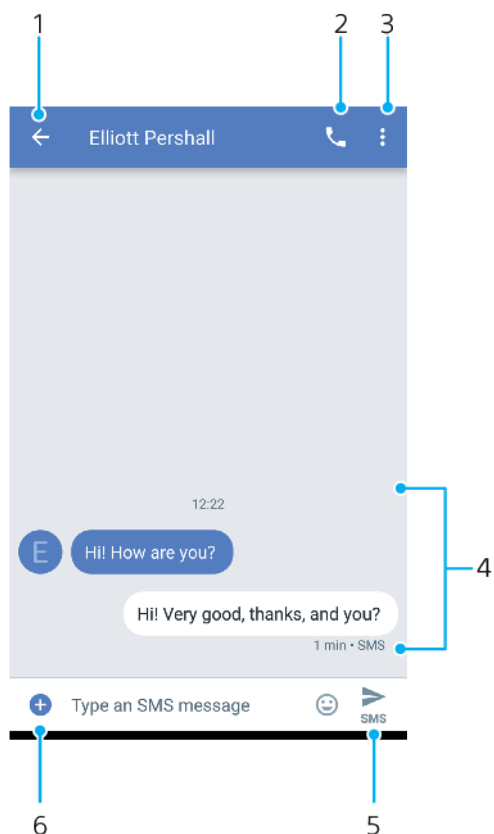 1 2 3
Elliott Pershall
12:22
E Hi! How are you?
Hi! Very good, thanks, and you?
1 min • SMS
4
Type an SMS message
SMS
6 5